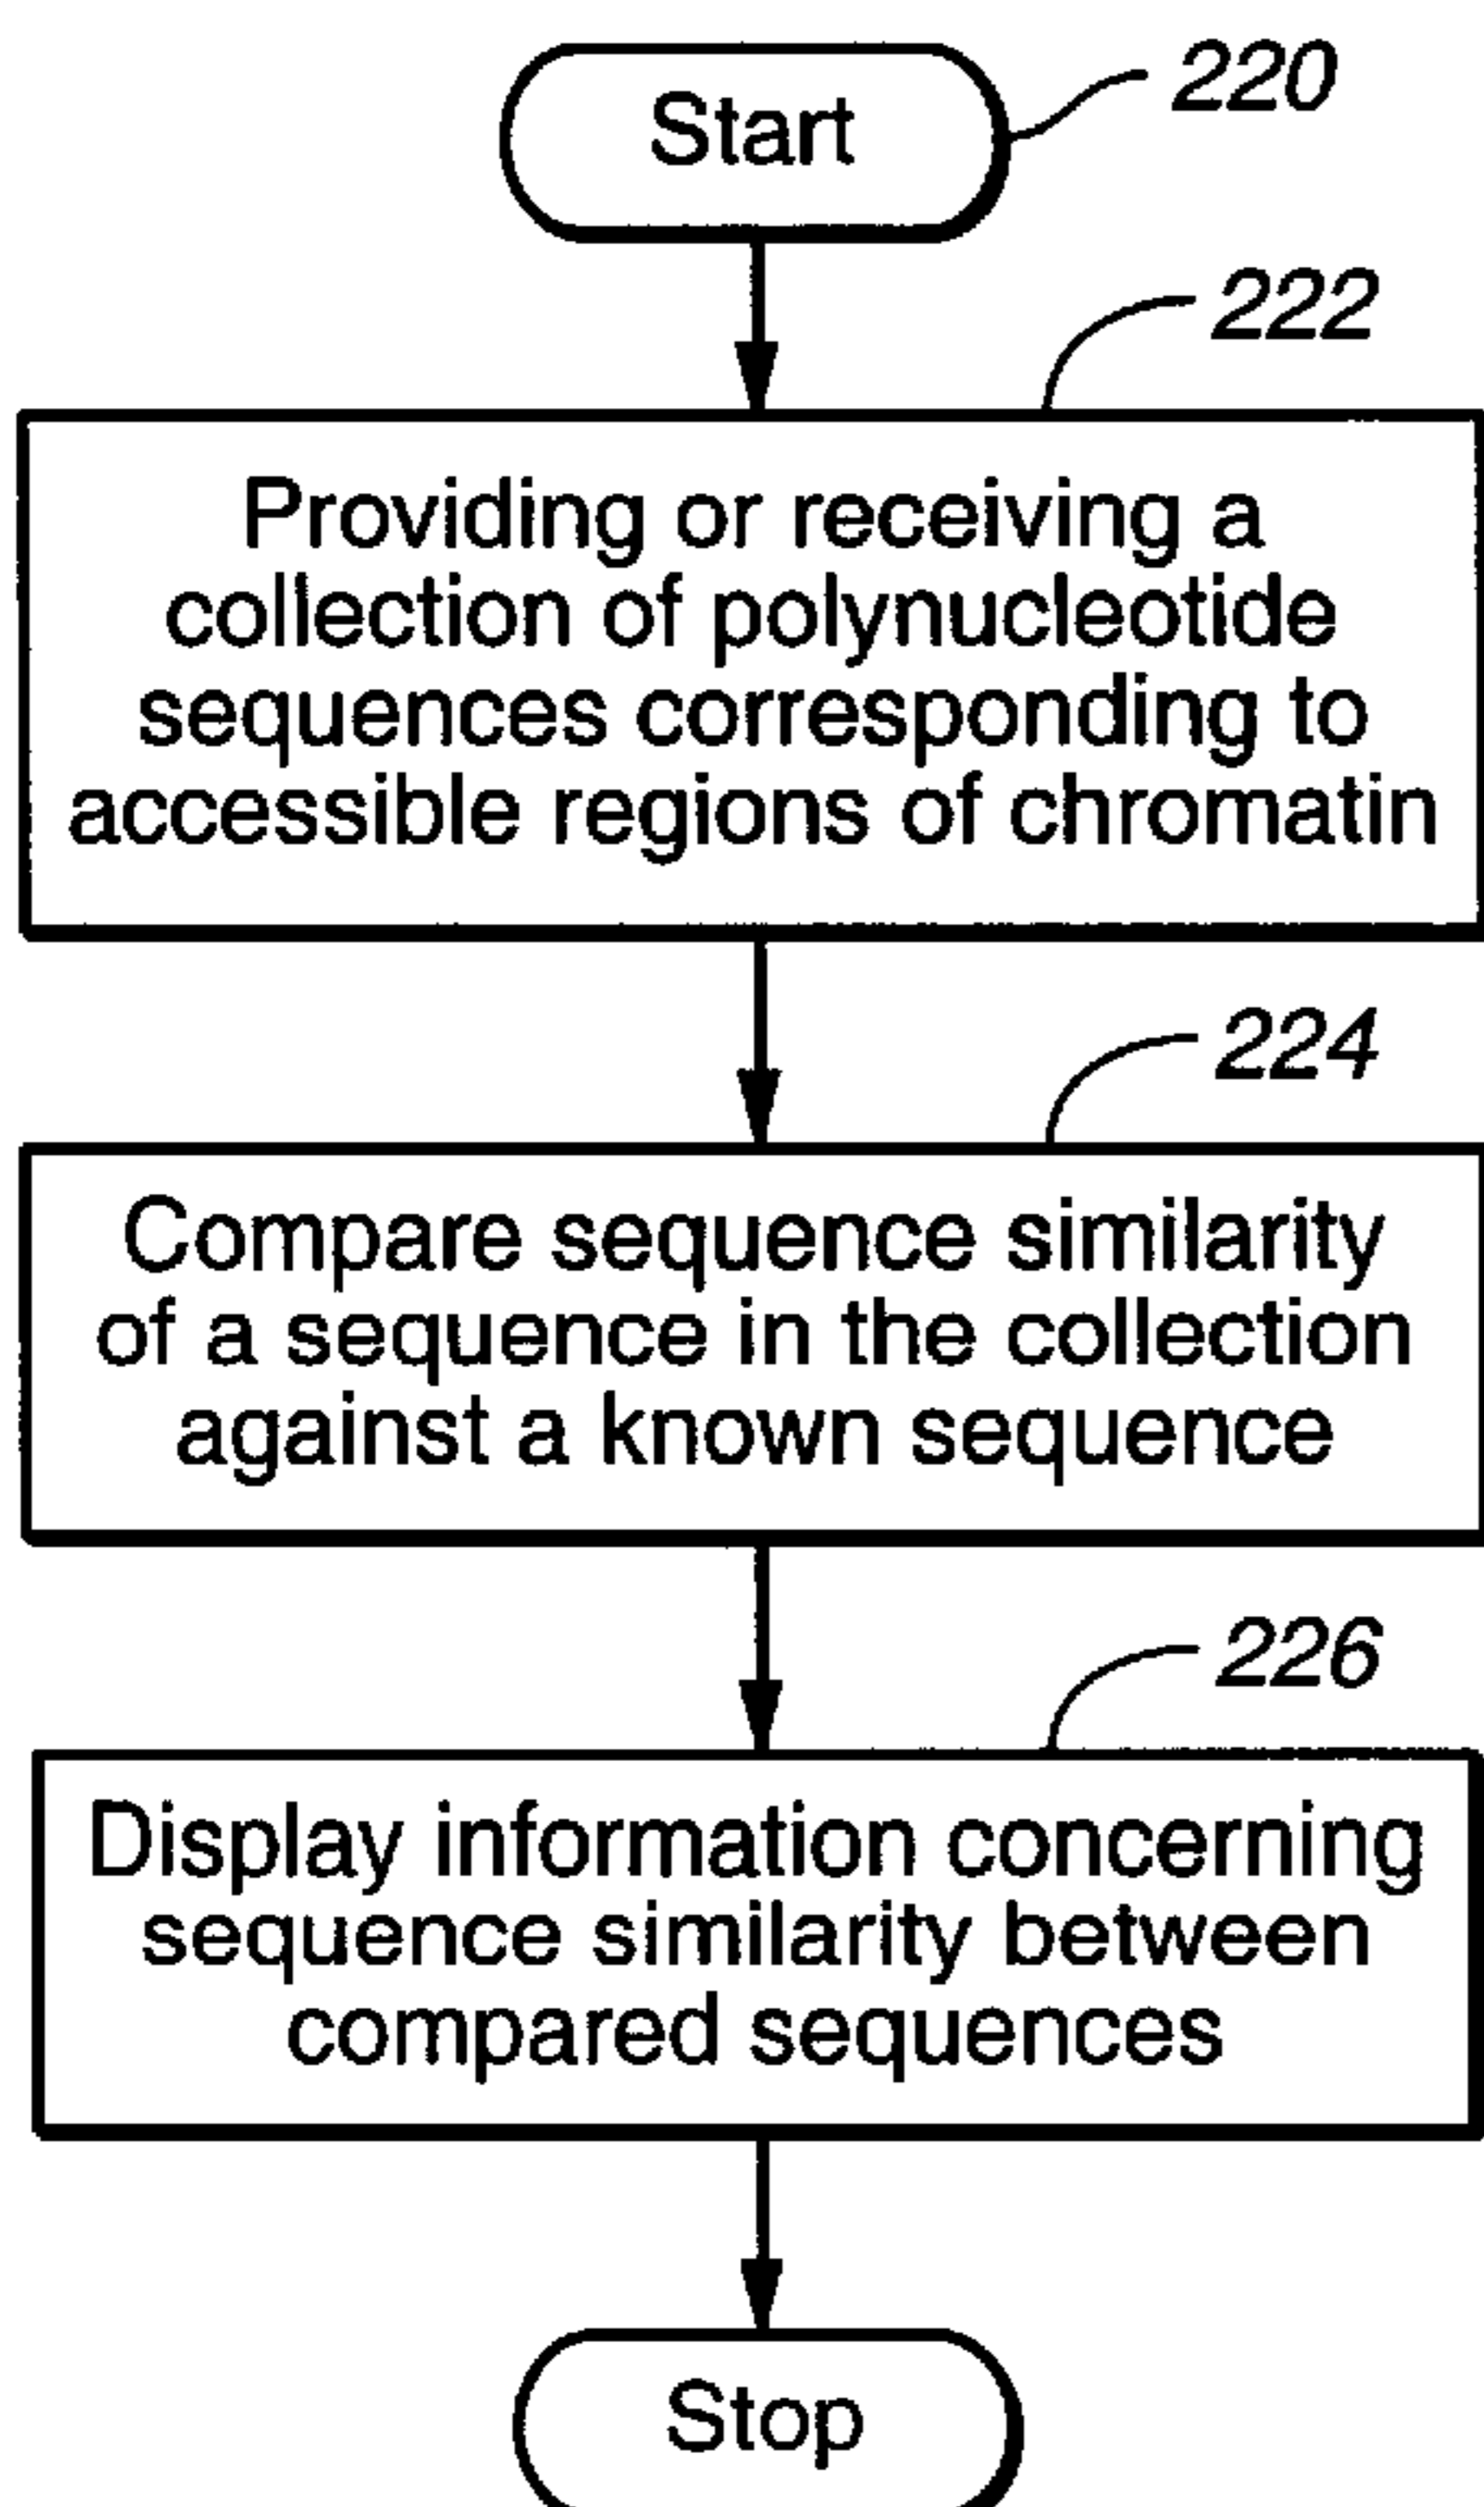 Start
220
222
Providing or receiving a
collection of polynucleotide
sequences corresponding to
accessible regions of chromatin
224
Compare sequence similarity
of a sequence in the collection
against a known sequence
226
Display information concerning
sequence similarity between
compared sequences
Stop